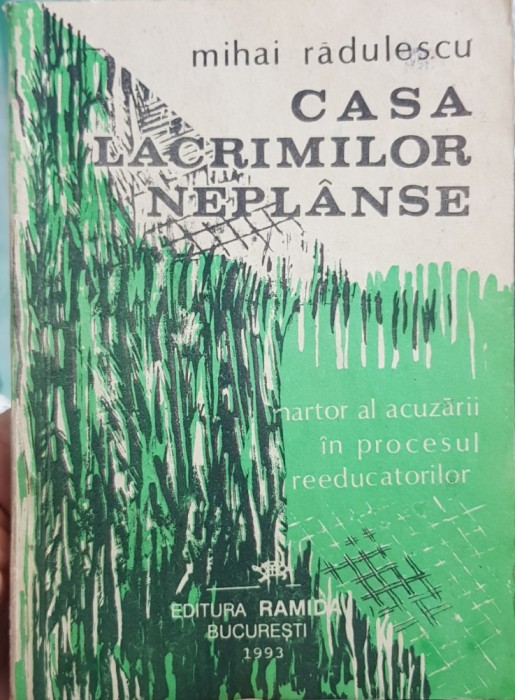 mihai rădulescu
CASA
LACRIMILOR
NEPLÂNSE
martor al acuzării
în procesul
reeducatorilor
EDITURA RAMIDA
BUCUREȘTI
1993